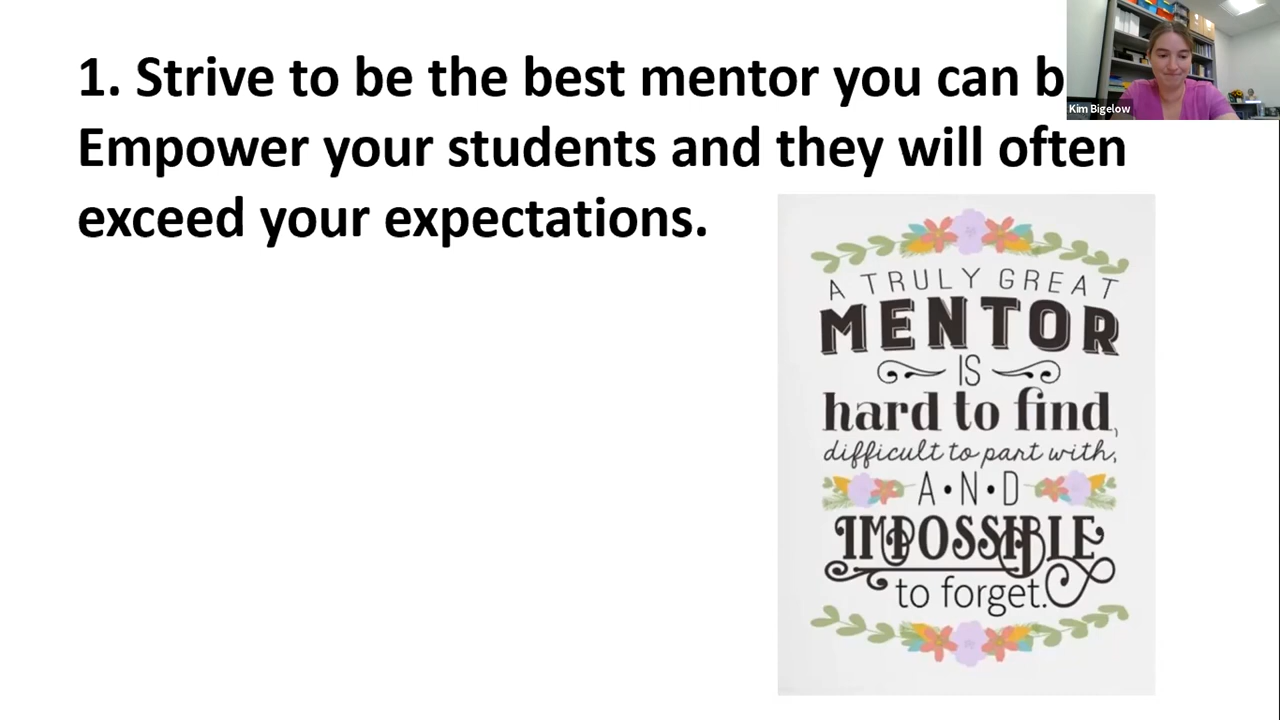 1. Strive to be the best mentor you can b
Empower your students and they will often
exceed your expectations.
Kim Bigelow
A TRULY GREAT
MENTOR
IS
hard to find,
difficult to part with,
A•N•D
IMPOSSIBLE
to forget.